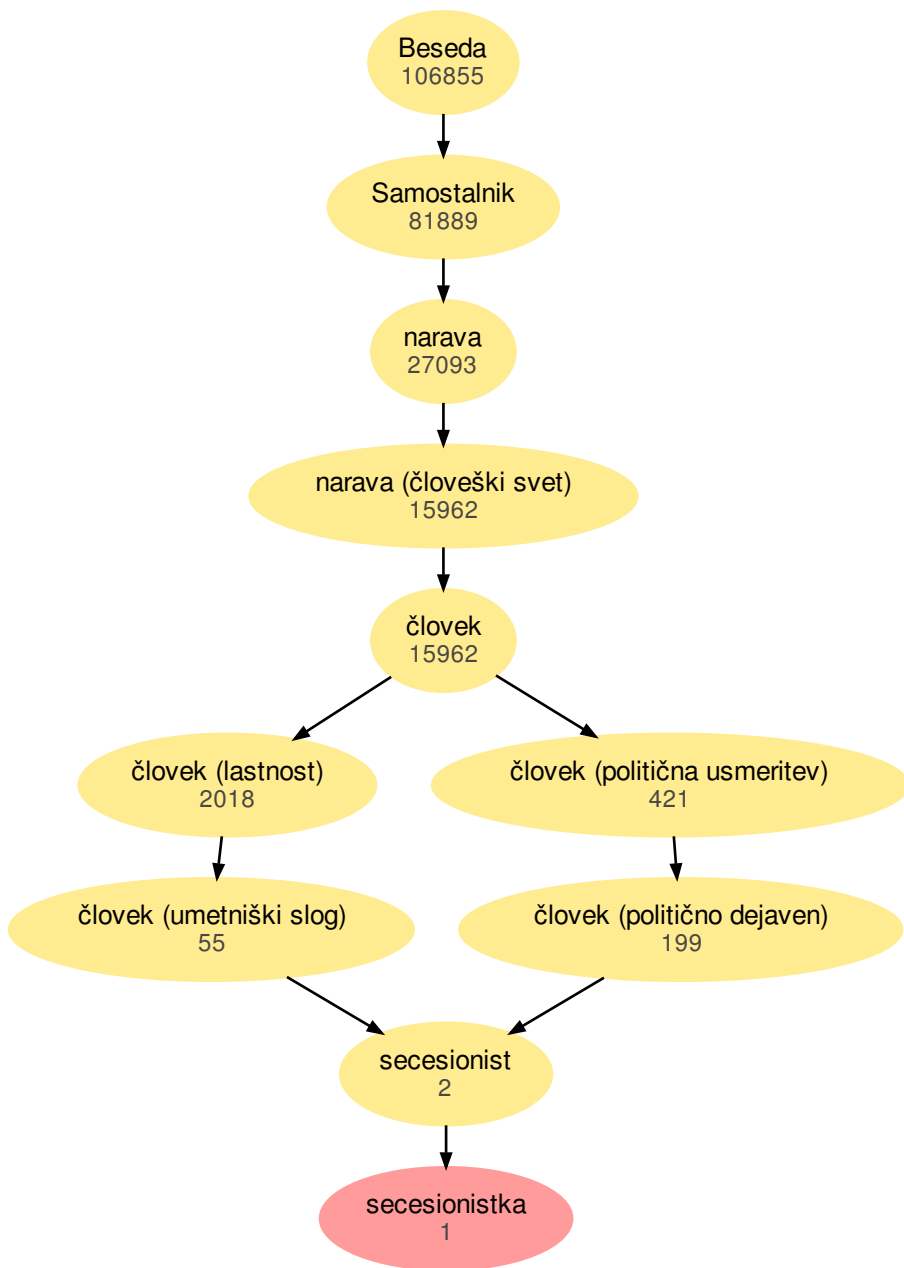 Beseda
106855
Samostalnik
81889
narava
27093
narava (človeški svet)
15962
človek
15962
človek (lastnost)
2018
človek (politična usmeritev)
421
človek (umetniški slog)
55
človek (politično dejaven)
199
secesionist
2
secesionistka
1